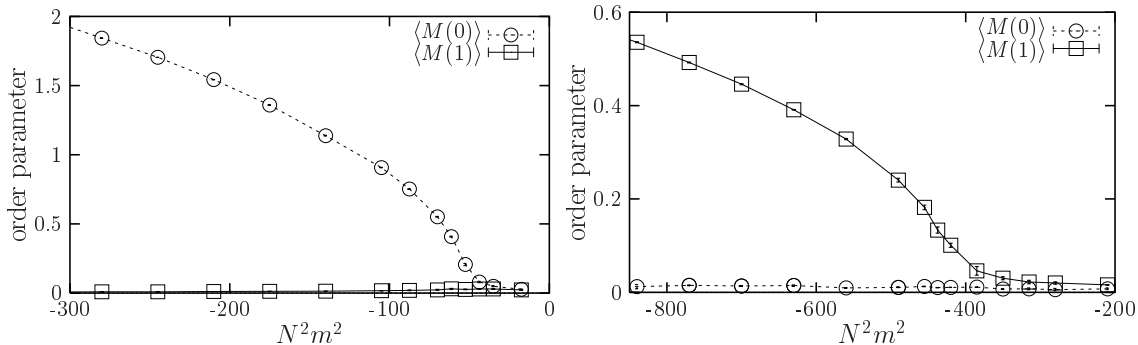 order parameter
2
1.5
1
0.5
0
-300
-200
-100
0
N²m²
⟨M(0)⟩
⟨M(1)⟩
order parameter
0.6
0.4
0.2
0
-800
-600
-400
-200
N²m²
⟨M(0)⟩
⟨M(1)⟩